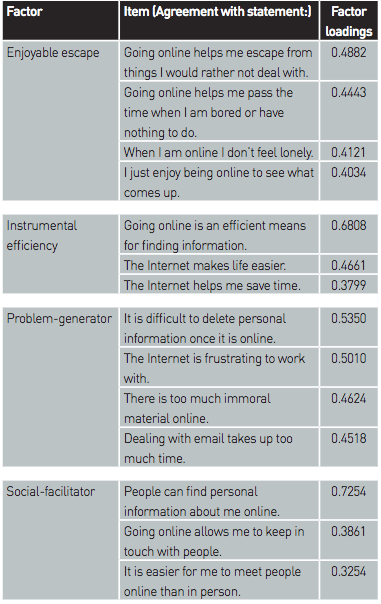 Factor Item (Agreement with statement:) Factor
loadings
Enjoyable escape Going online helps me escape from 0.4882
things I would rather not deal with.
Going online helps me pass the 0.4443
time when I am bored or have
nothing to do.
When I am online I don't feel lonely. 0.4121
I just enjoy being online to see what 0.4034
comes up.
Instrumental Going online is an efficient means 0.6808
efficiency for finding information.
The Internet makes life easier. 0.4661
The Internet helps me save time. 0.3799
Problem-generator It is difficult to delete personal 0.5350
information once it is online.
The Internet is frustrating to work 0.5010
with.
There is too much immoral 0.4624
material online.
Dealing with email takes up too 0.4518
much time.
Social-facilitator People can find personal 0.7254
information about me online.
Going online allows me to keep in 0.3861
touch with people.
It is easier for me to meet people 0.3254
online than in person.